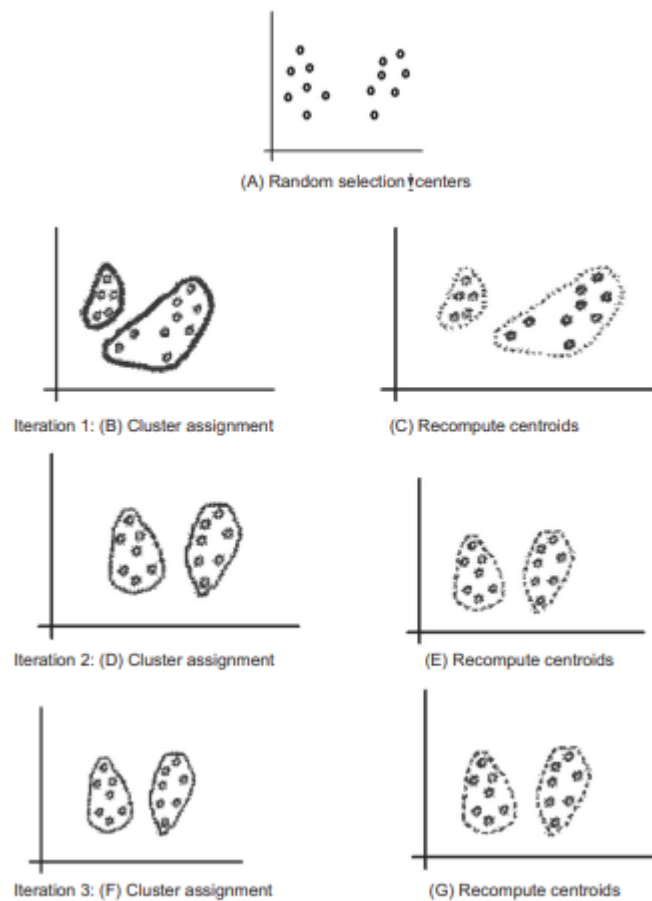 (A) Random selection centers
Iteration 1: (B) Cluster assignment
(C) Recompute centroids
Iteration 2: (D) Cluster assignment
(E) Recompute centroids
Iteration 3: (F) Cluster assignment
(G) Recompute centroids